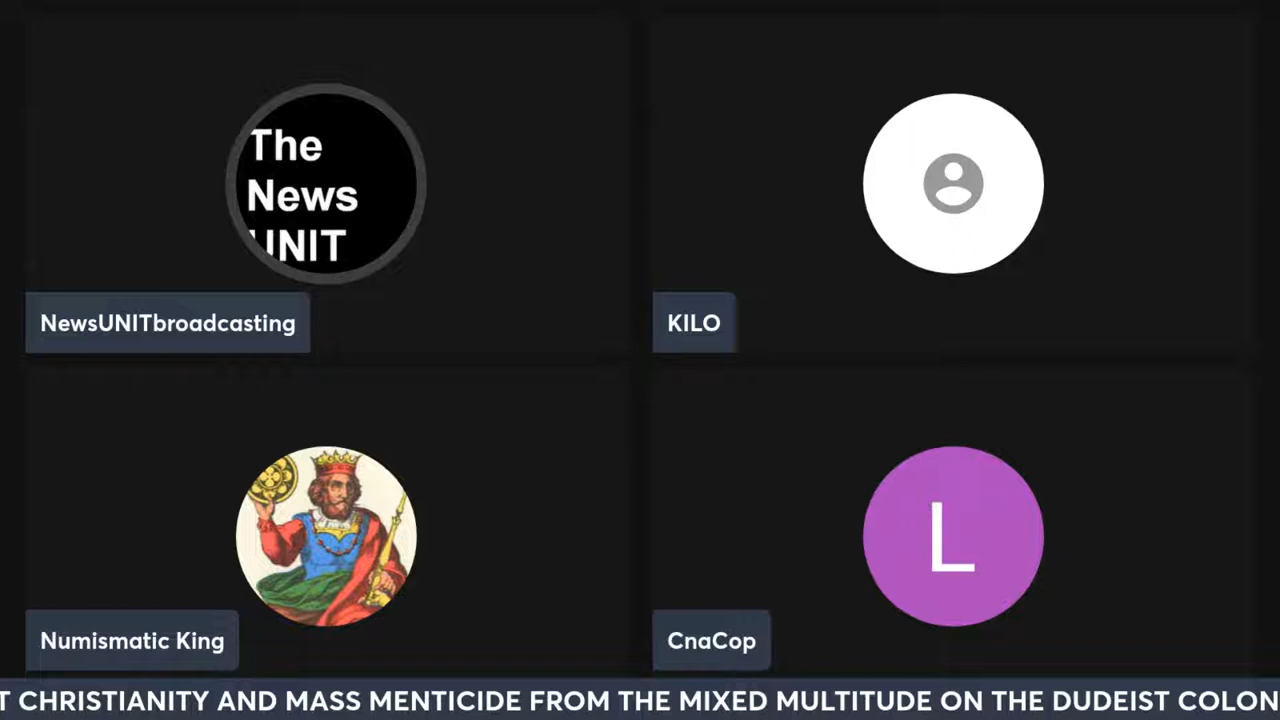 The
News
UNIT
NewsUNITbroadcasting
KILO
Numismatic King
L
CnaCop
T CHRISTIANITY AND MASS MENTICIDE FROM THE MIXED MULTITUDE ON THE DUDEIST COLON